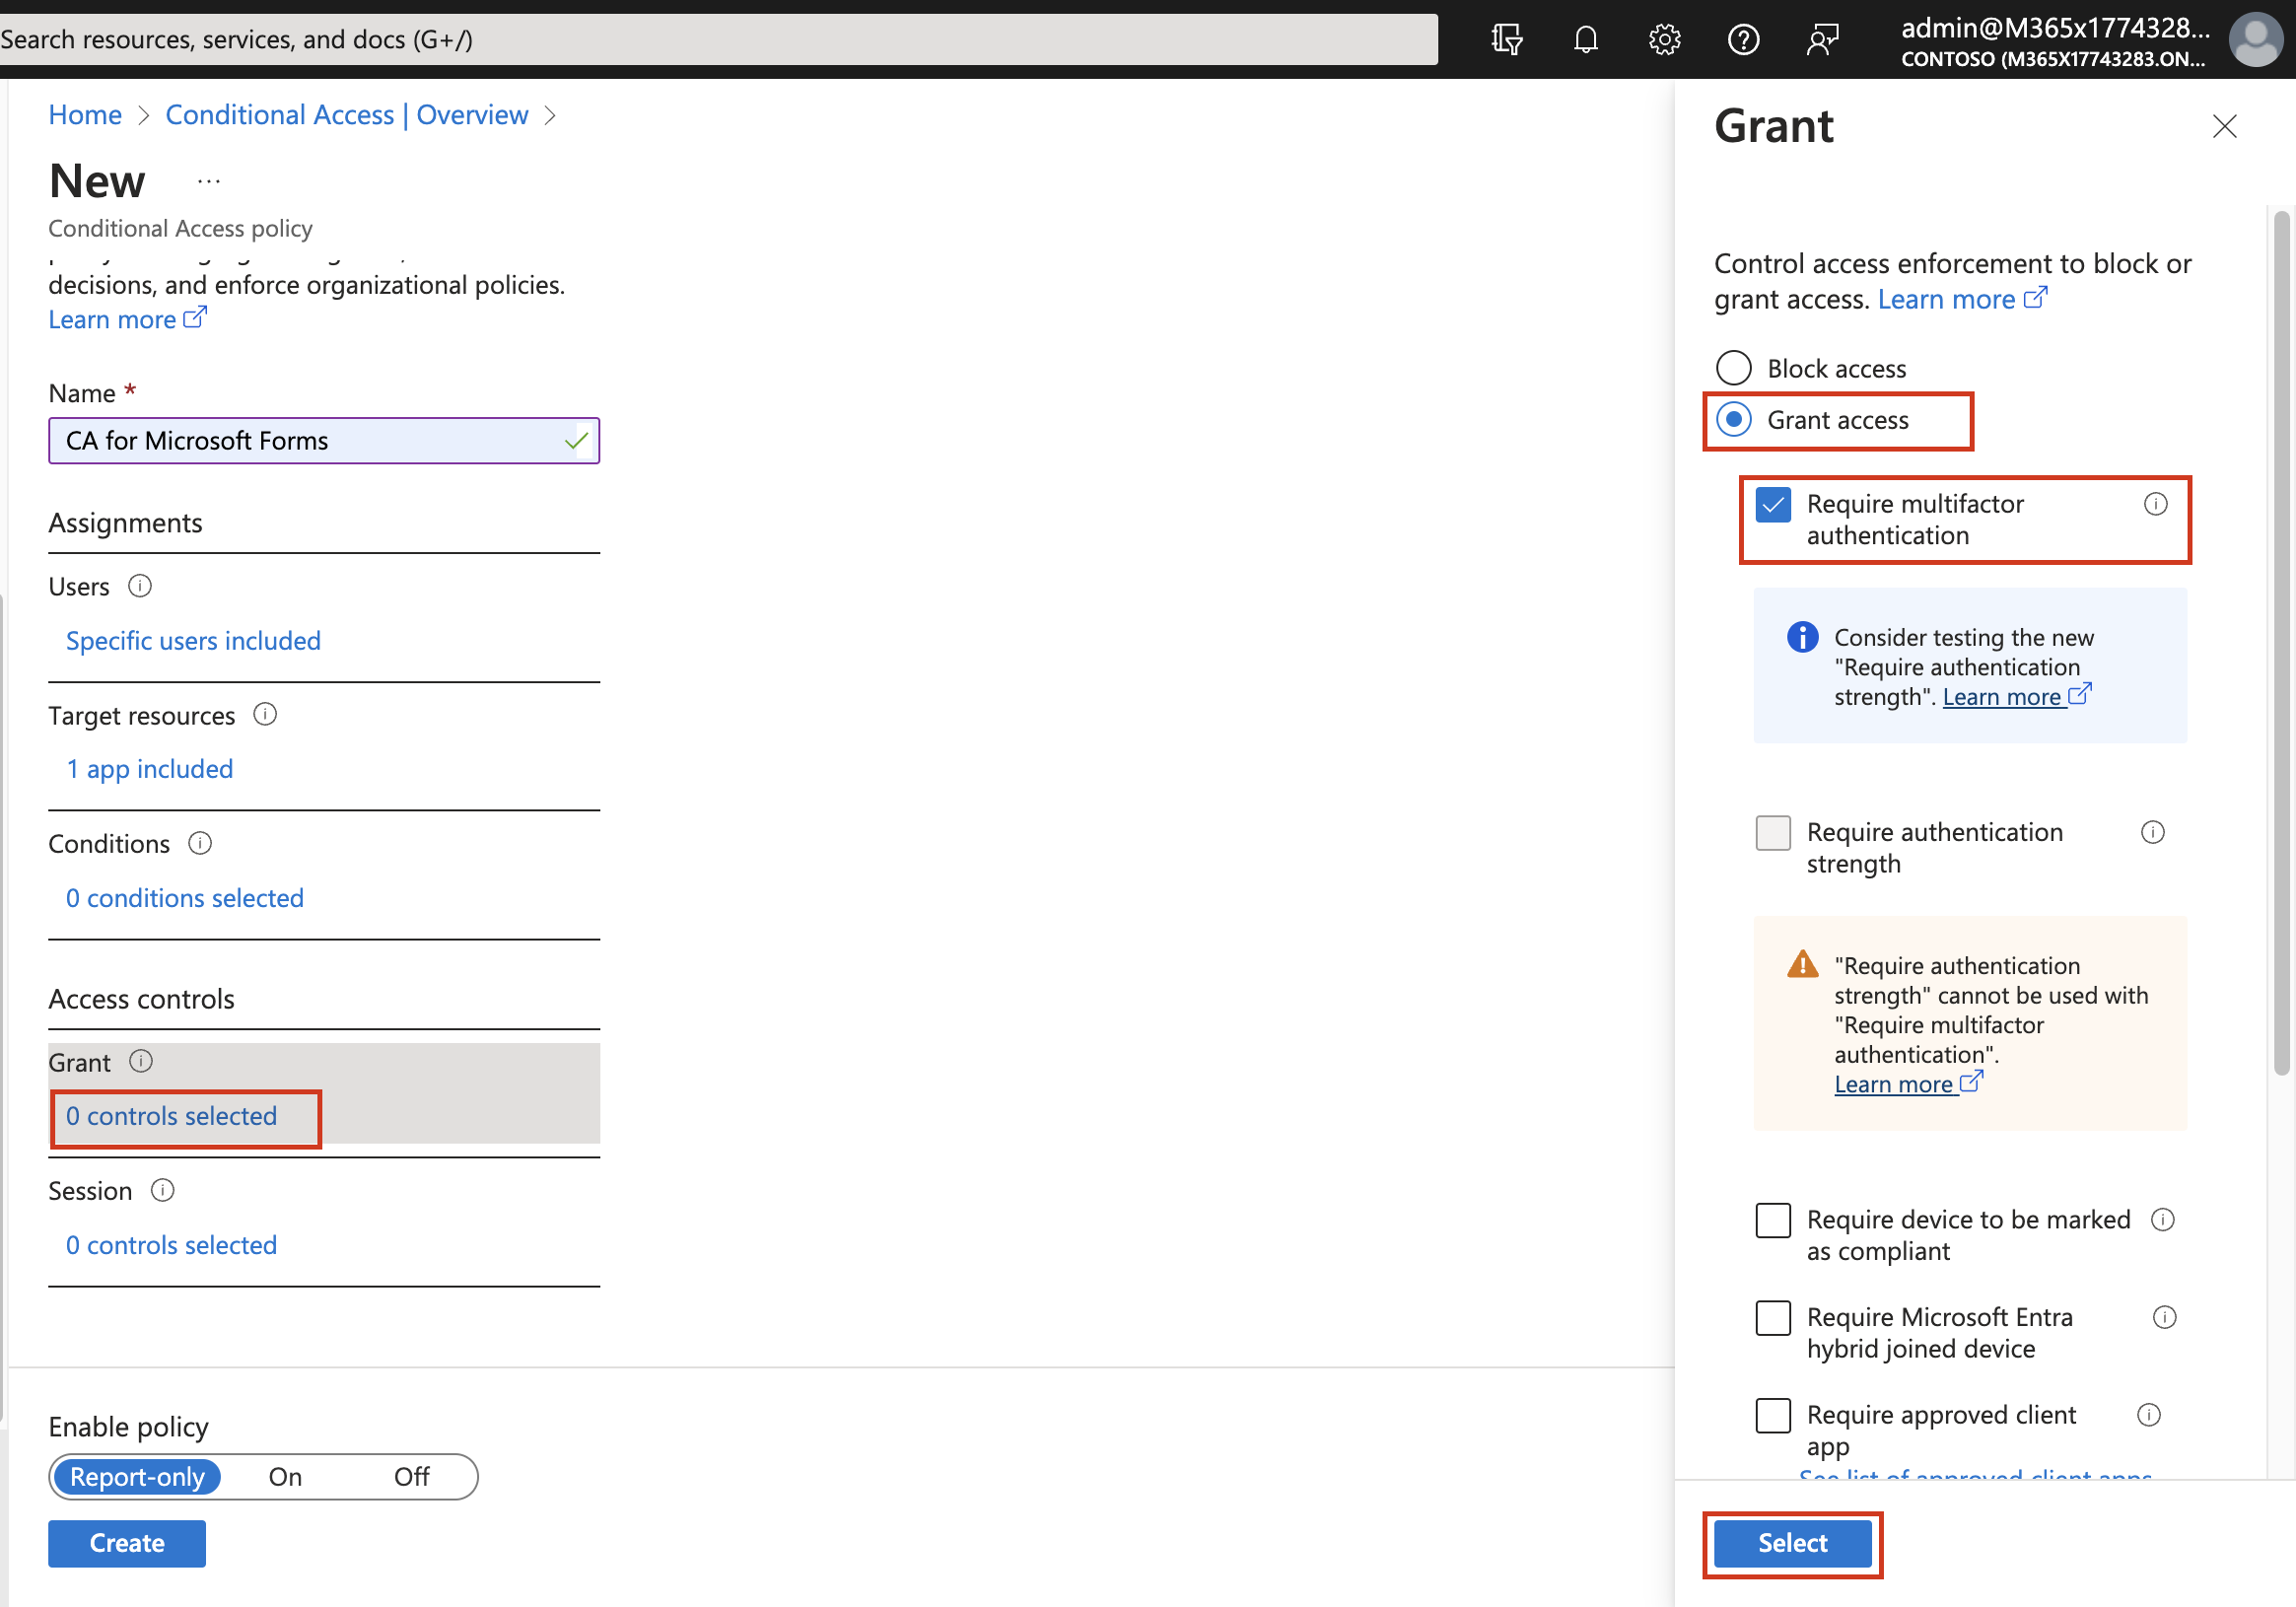 Search resources, services, and docs (G+/)
admin@M365x1774328...
CONTOSO (M365X17743283.ON...
Home
Conditional Access | Overview
New
...
Conditional Access policy
decisions, and enforce organizational policies.
Learn more
Name *
CA for Microsoft Forms
Assignments
Users
Specific users included
Target resources
1 app included
Conditions
0 conditions selected
Access controls
Grant
0 controls selected
Session
0 controls selected
Enable policy
Report-only On Off
Create
Grant
Control access enforcement to block or
grant access. Learn more
Block access
Grant access
Require multifactor
authentication
Consider testing the new
"Require authentication
strength". Learn more
Require authentication
strength
"Require authentication
strength" cannot be used with
"Require multifactor
authentication".
Learn more
Require device to be marked
as compliant
Require Microsoft Entra
hybrid joined device
Require approved client
app
See list of approved client apps
Select